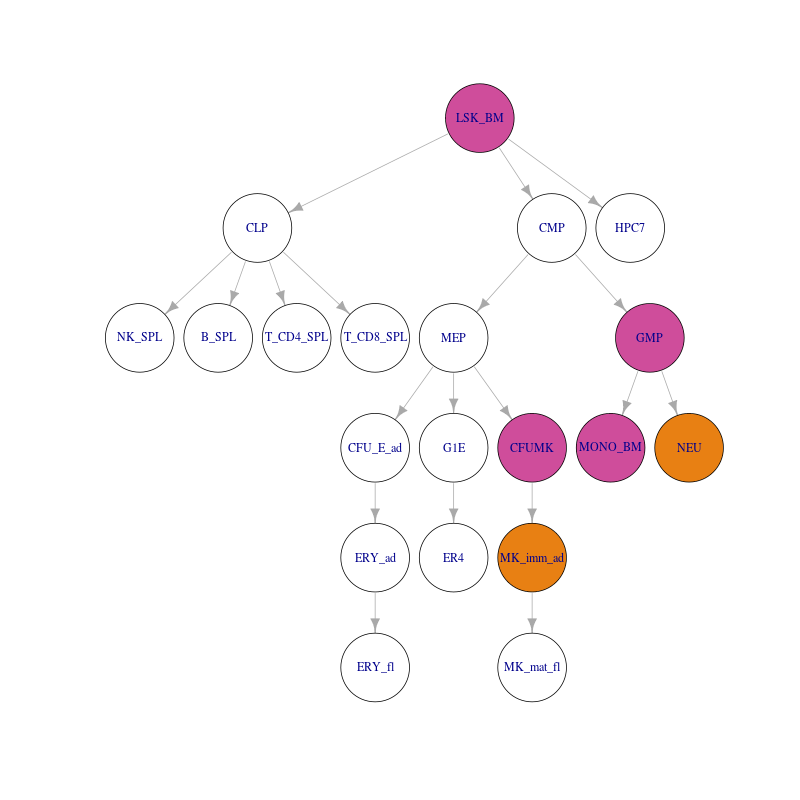 LSK_BM
CLP
CMP
HPC7
NK_SPL
B_SPL
T_CD4_SPL
T_CD8_SPL
MEP
GMP
CFU_E_ad
G1E
CFUMK
MONO_BM
NEU
ERY_ad
ER4
MK_imm_ad
ERY_fl
MK_mat_fl